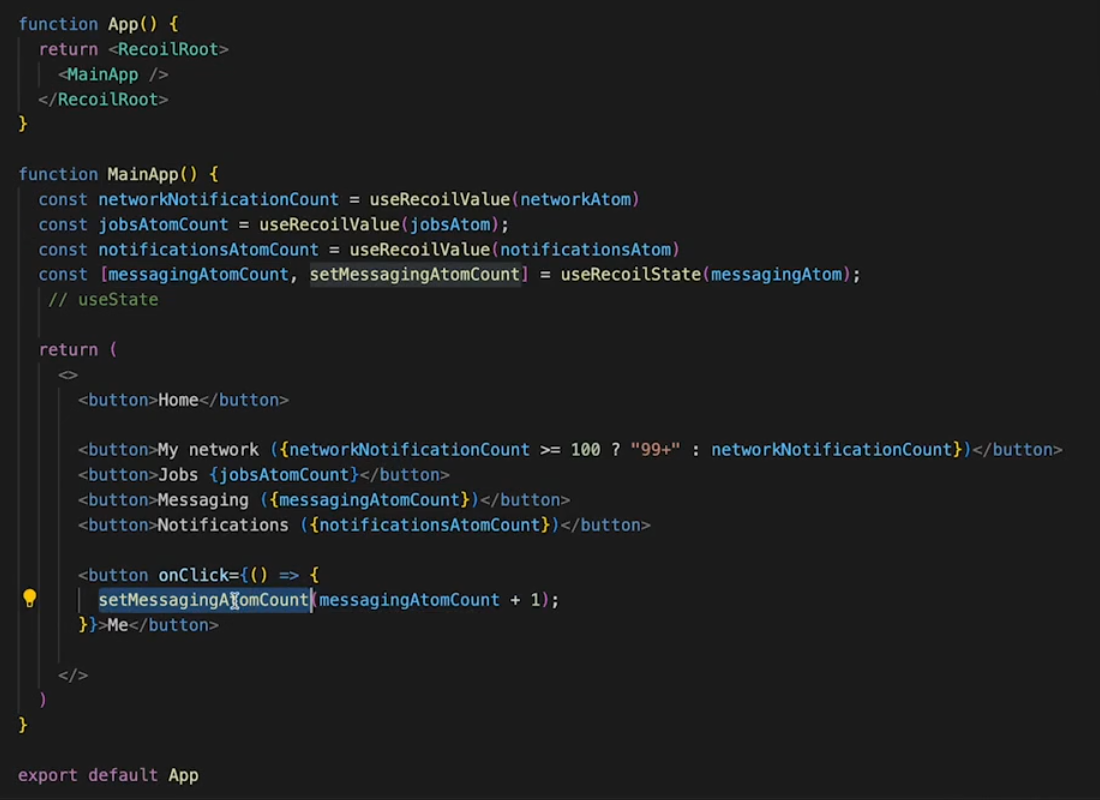 function App() {
  return <RecoilRoot>
    <MainApp />
  </RecoilRoot>
}

function MainApp() {
  const networkNotificationCount = useRecoilValue(networkAtom)
  const jobsAtomCount = useRecoilValue(jobsAtom);
  const notificationsAtomCount = useRecoilValue(notificationsAtom)
  const [messagingAtomCount, setMessagingAtomCount] = useRecoilState(messagingAtom);
   // useState

  return (
    <>
      <button>Home</button>

      <button>My network ({networkNotificationCount >= 100 ? "99+" : networkNotificationCount})</button>
      <button>Jobs {jobsAtomCount}</button>
      <button>Messaging ({messagingAtomCount})</button>
      <button>Notifications ({notificationsAtomCount})</button>

      <button onClick={() => {
        setMessagingAtomCount(messagingAtomCount + 1);
      }}>Me</button>

    </>
  )
}

export default App